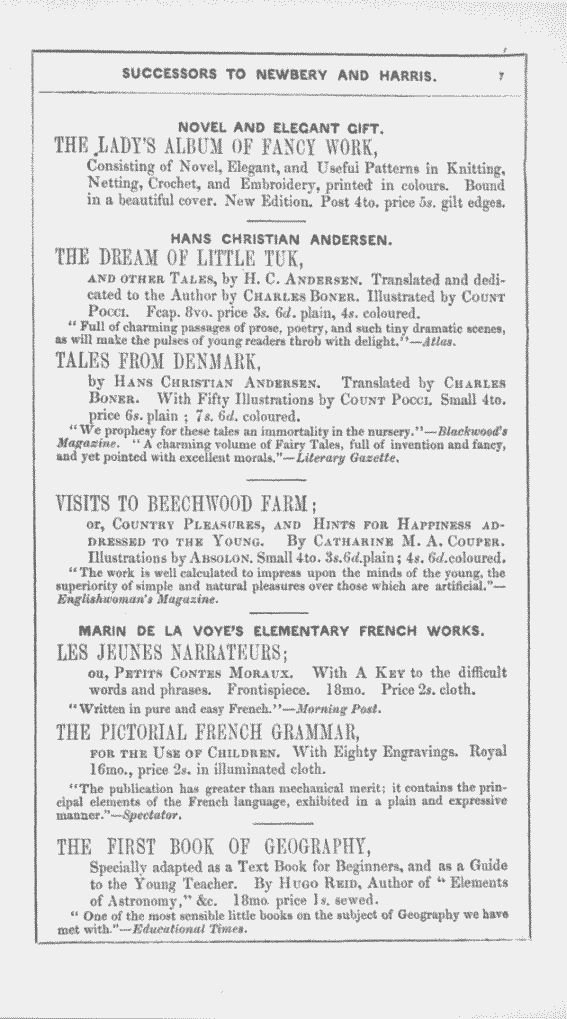 SUCCESSORS TO NEWBERY AND HARRIS. 7
NOVEL AND ELEGANT GIFT.
THE LADY'S ALBUM OF FANCY WORK,
Consisting of Novel, Elegant, and Useful Patterns in Knitting,
Netting, Crochet, and Embroidery, printed in colours. Bound
in a beautiful cover. New Edition. Post 4to. price 5s. gilt edges.
HANS CHRISTIAN ANDERSEN.
THE DREAM OF LITTLE TUK,
AND OTHER TALES, by H. C. ANDERSEN. Translated and dedi-
cated to the Author by CHARLES BONER. Illustrated by COUNT
POCCI. Fcap. 8vo. price 3s. 6d. plain, 4s. coloured.
"Full of charming passages of prose, poetry, and such tiny dramatic scenes,
as will make the pulses of young readers throb with delight."—Atlas.
TALES FROM DENMARK,
by HANS CHRISTIAN ANDERSEN. Translated by CHARLES
BONER. With Fifty Illustrations by COUNT POCCI. Small 4to.
price 6s. plain ; 7s. 6d. coloured.
"We prophesy for these tales an immortality in the nursery."—Blackwood's
Magazine. "A charming volume of Fairy Tales, full of invention and fancy,
and yet pointed with excellent morals."—Literary Gazette.
VISITS TO BEECHWOOD FARM;
or, COUNTRY PLEASURES, AND HINTS FOR HAPPINESS AD-
DRESSED TO THE YOUNG. By CATHARINE M. A. COUPER.
Illustrations by ABSOLON. Small 4to. 3s.6d.plain; 4s. 6d.coloured.
"The work is well calculated to impress upon the minds of the young, the
superiority of simple and natural pleasures over those which are artificial."—
Englishwoman's Magazine.
MARIN DE LA VOYE'S ELEMENTARY FRENCH WORKS.
LES JEUNES NARRATEURS;
ou, PETITS CONTES MORAUX. With A KEY to the difficult
words and phrases. Frontispiece. 18mo. Price 2s. cloth.
"Written in pure and easy French."—Morning Post.
THE PICTORIAL FRENCH GRAMMAR,
FOR THE USE OF CHILDREN. With Eighty Engravings. Royal
16mo., price 2s. in illuminated cloth.
"The publication has greater than mechanical merit; it contains the prin-
cipal elements of the French language, exhibited in a plain and expressive
manner."—Spectator.
THE FIRST BOOK OF GEOGRAPHY,
Specially adapted as a Text Book for Beginners, and as a Guide
to the Young Teacher. By HUGO REID, Author of "Elements
of Astronomy," &c. 18mo. price 1s. sewed.
"One of the most sensible little books on the subject of Geography we have
met with."—Educational Times.